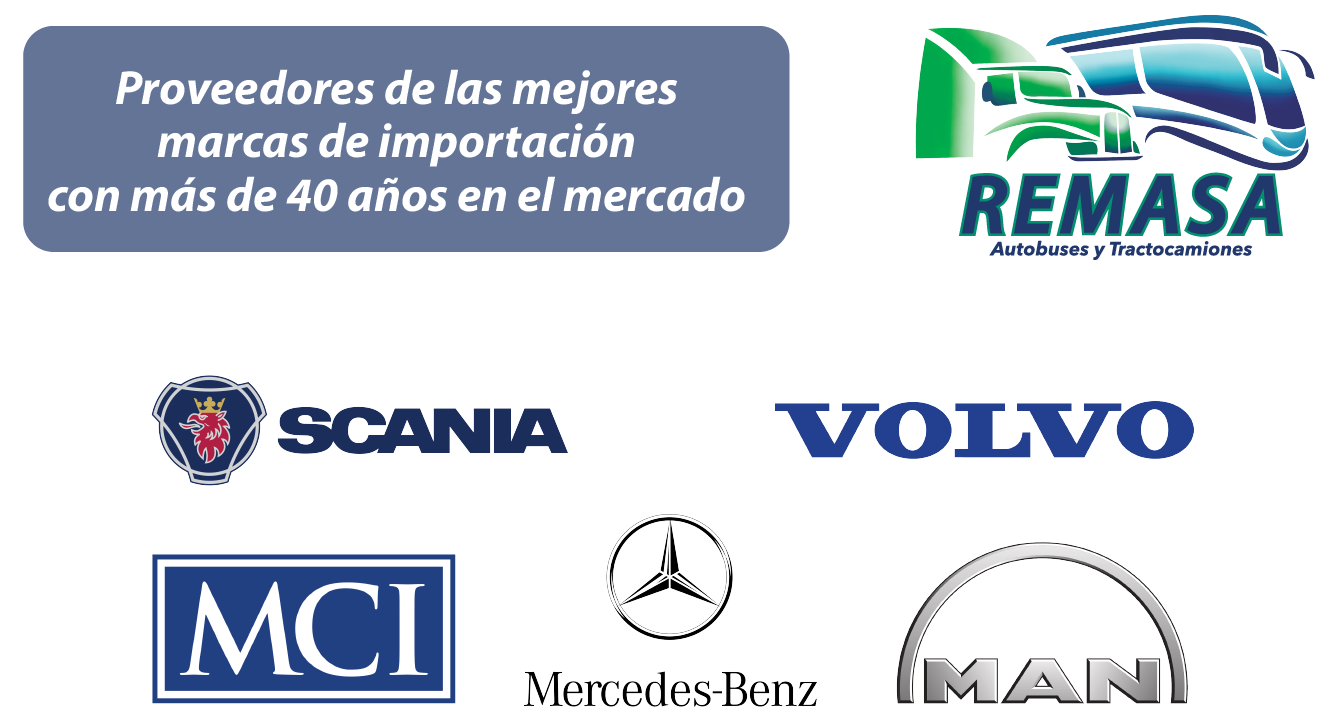 Proveedores de las mejores
marcas de importación
con más de 40 años en el mercado
REMASA
Autobuses y Tractocamiones
SCANIA
VOLVO
MCI
Mercedes-Benz
MAN